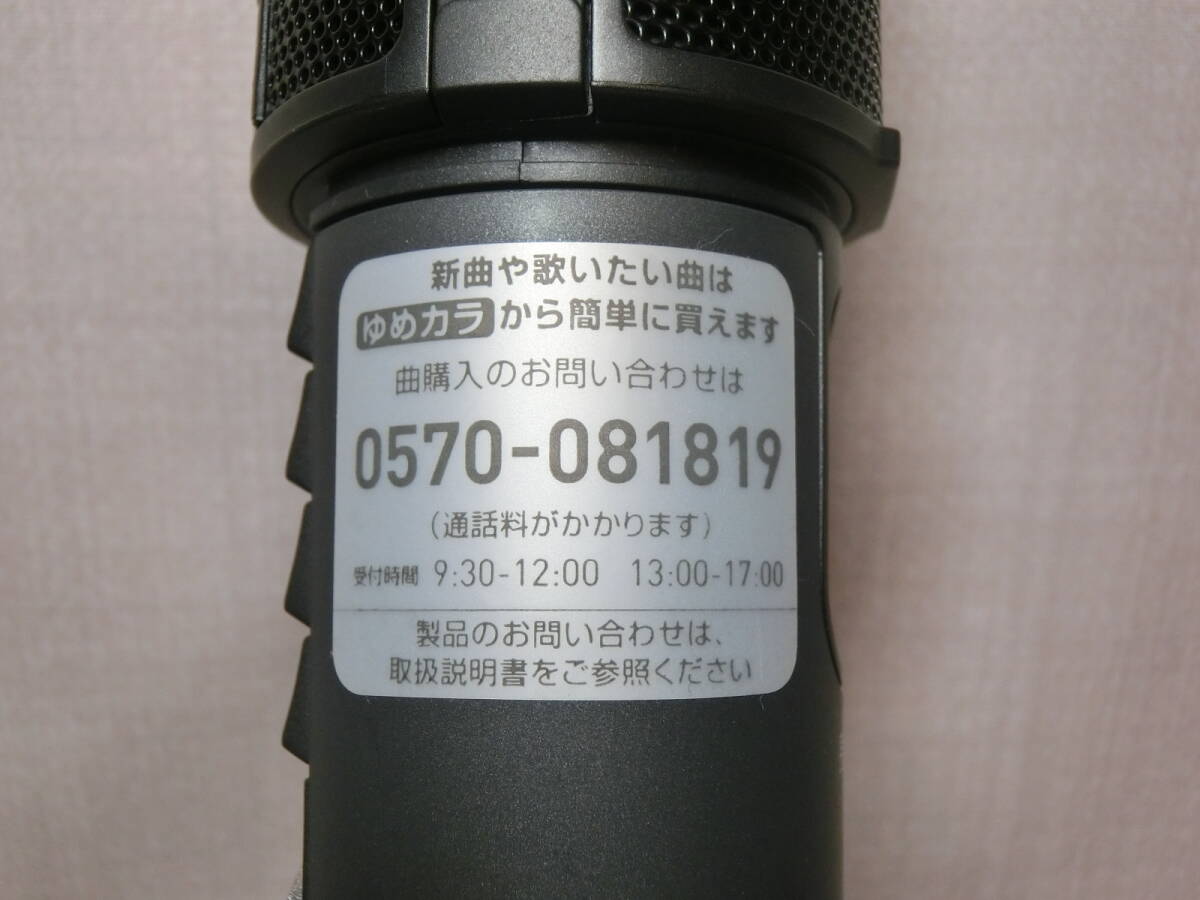 新曲や歌いたい曲は
ゆめカラから簡単に買えます
曲購入のお問い合わせは
0570-081819
(通話料がかかります)
受付時間 9:30-12:00 13:00-17:00
製品のお問い合わせは、
取扱説明書をご参照ください